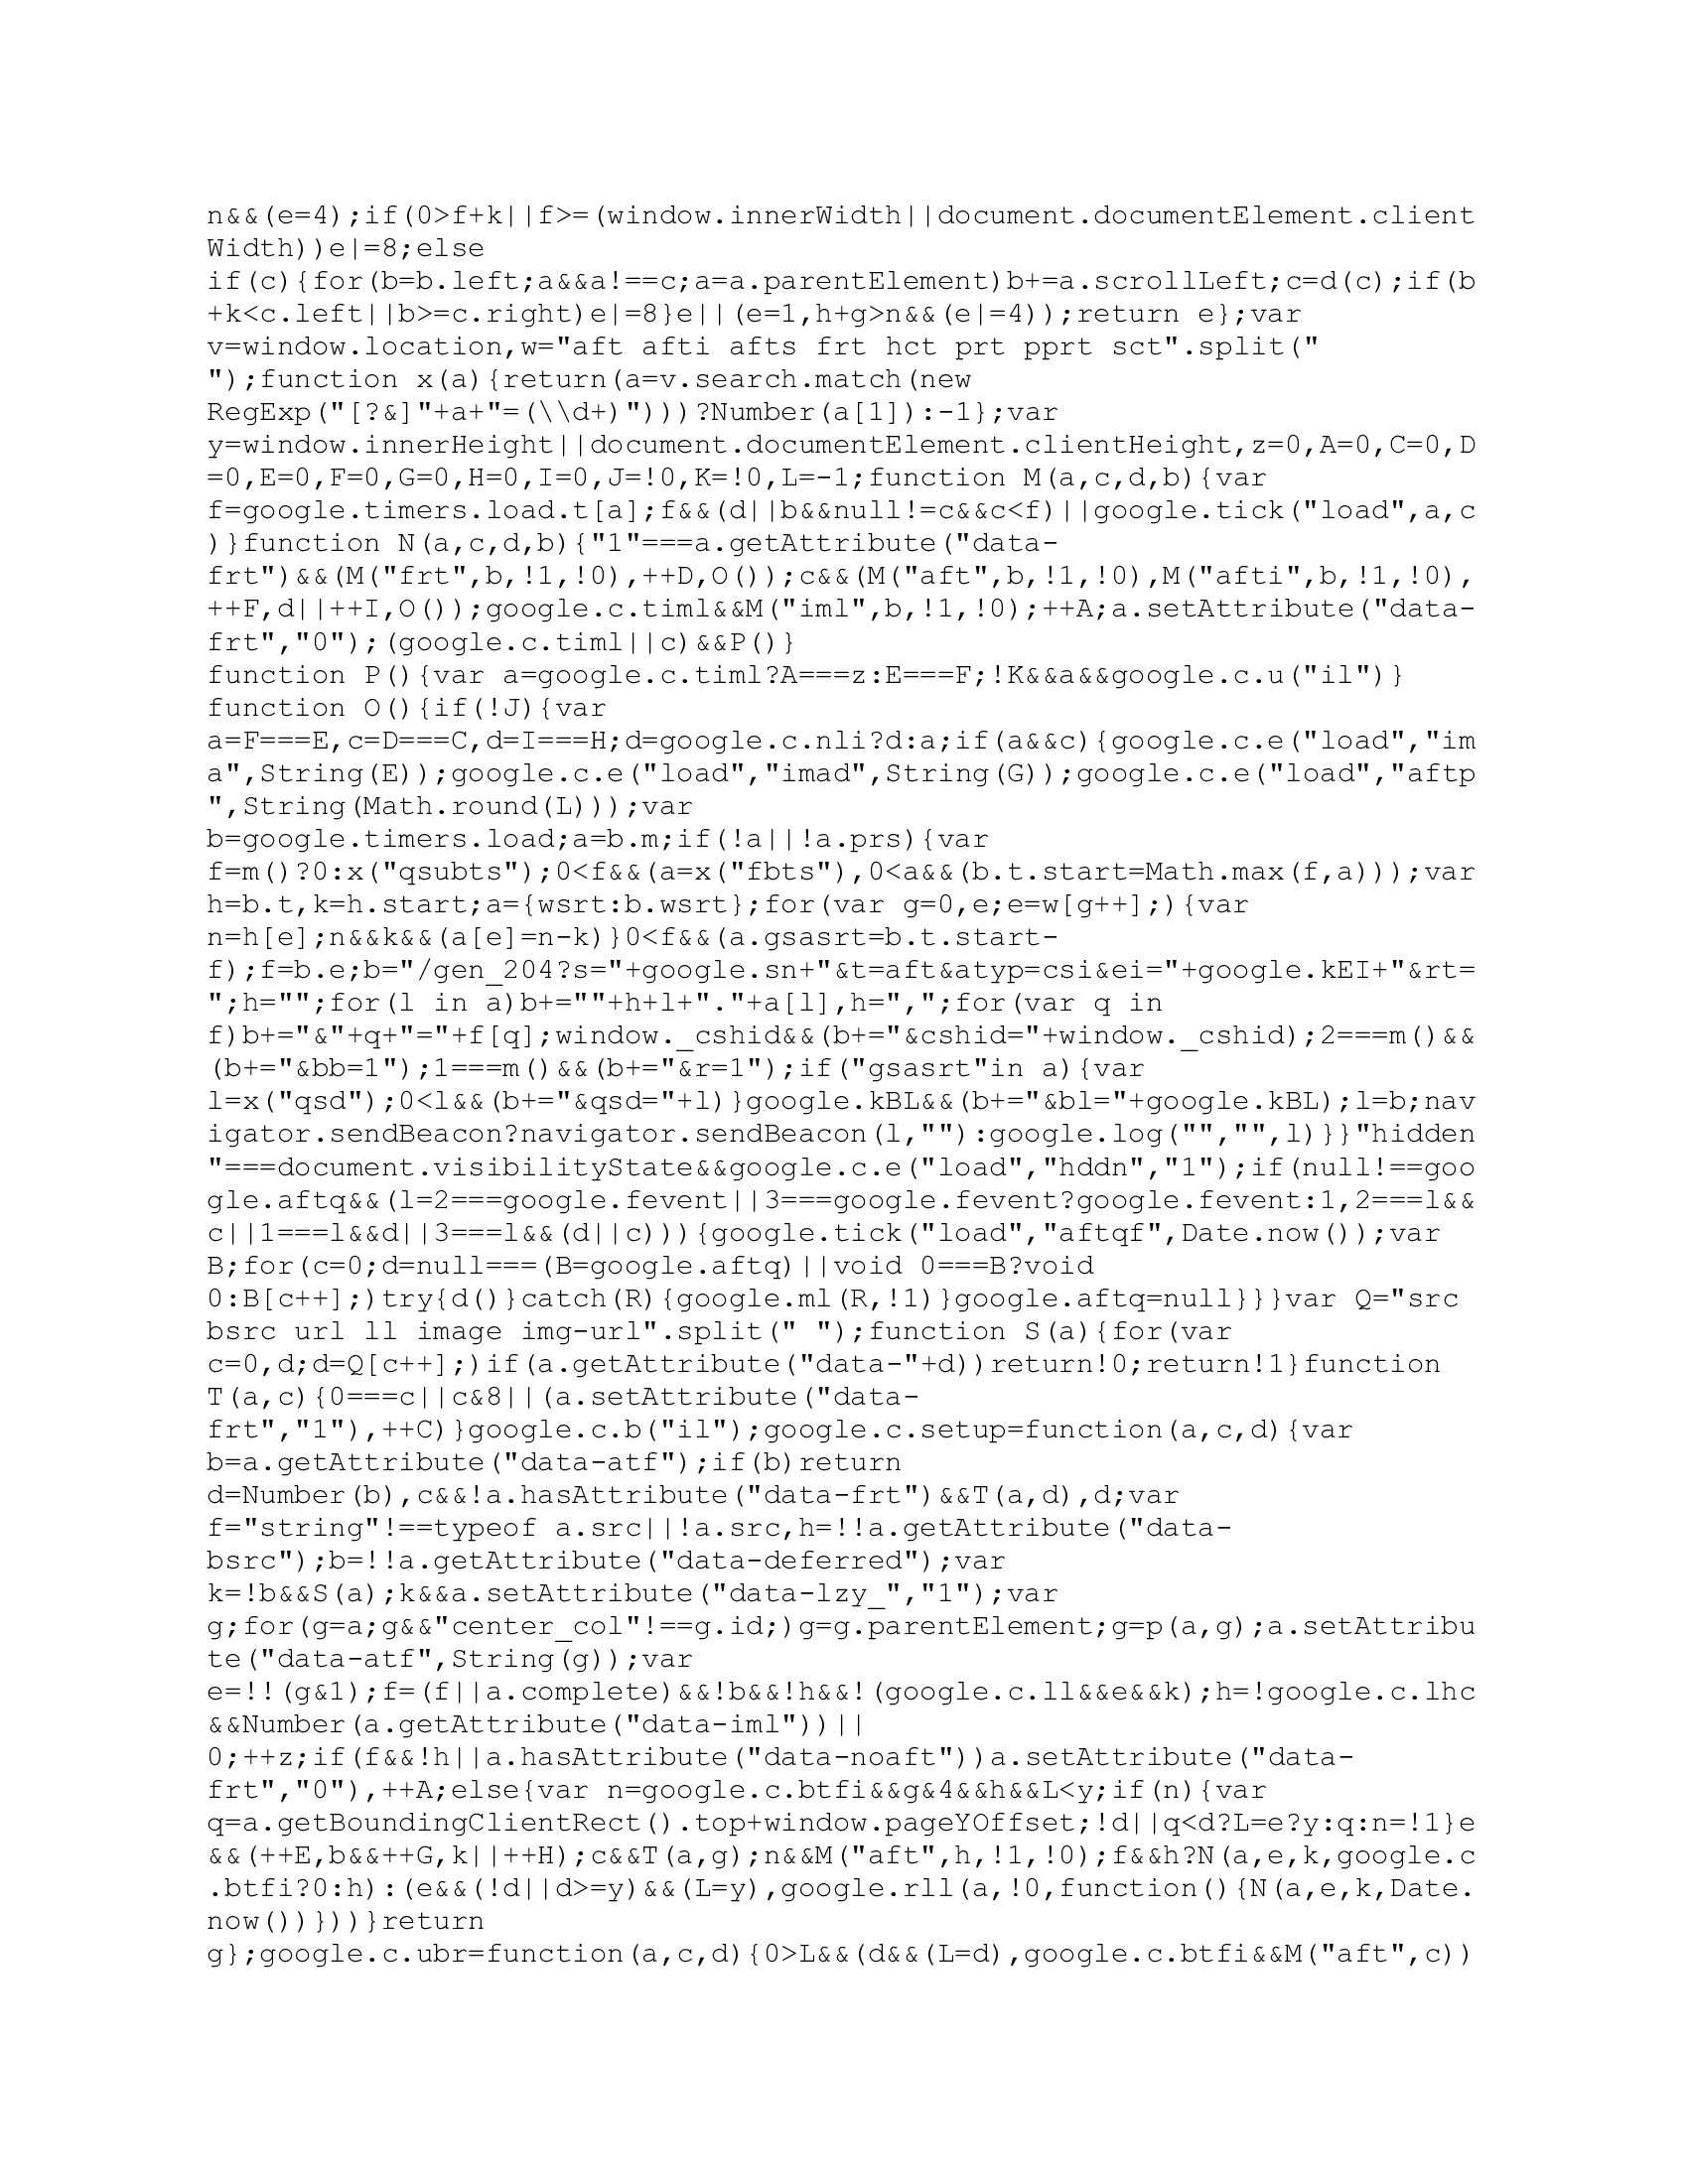 n&&(e=4);if(0>f+k||f>=(window.innerWidth||document.documentElement.client
Width))e|=8;else
if(c){for(b=b.left;a&&a!==c;a=a.parentElement)b+=a.scrollLeft;c=d(c);if(b
+k<c.left||b>=c.right)e|=8}e||(e=1,h+g>n&&(e|=4));return e};var
v=window.location,w="aft afti afts frt hct prt pprt sct".split("
");function x(a){return(a=v.search.match(new
RegExp("[?&]"+a+"=(\\d+)")))?Number(a[1]):-1};var
y=window.innerHeight||document.documentElement.clientHeight,z=0,A=0,C=0,D
=0,E=0,F=0,G=0,H=0,I=0,J=!0,K=!0,L=-1;function M(a,c,d,b){var
f=google.timers.load.t[a];f&&(d||b&&null!=c&&c<f)||google.tick("load",a,c
)}function N(a,c,d,b){"1"===a.getAttribute("data-
frt")&&(M("frt",b,!1,!0),++D,O());c&&(M("aft",b,!1,!0),M("afti",b,!1,!0),
++F,d||++I,O());google.c.timl&&M("iml",b,!1,!0);++A;a.setAttribute("data-
frt","0");(google.c.timl||c)&&P()}
function P(){var a=google.c.timl?A===z:E===F;!K&&a&&google.c.u("il")}
function O(){if(!J){var
a=F===E,c=D===C,d=I===H;d=google.c.nli?d:a;if(a&&c){google.c.e("load","im
a",String(E));google.c.e("load","imad",String(G));google.c.e("load","aftp
",String(Math.round(L)));var
b=google.timers.load;a=b.m;if(!a||!a.prs){var
f=m()?0:x("qsubts");0<f&&(a=x("fbts"),0<a&&(b.t.start=Math.max(f,a)));var
h=b.t,k=h.start;a={wsrt:b.wsrt};for(var g=0,e;e=w[g++];){var
n=h[e];n&&k&&(a[e]=n-k)}0<f&&(a.gsasrt=b.t.start-
f);f=b.e;b="/gen_204?s="+google.sn+"&t=aft&atyp=csi&ei="+google.kEI+"&rt=
";h="";for(l in a)b+=""+h+l+"."+a[l],h=",";for(var q in
f)b+="&"+q+"="+f[q];window._cshid&&(b+="&cshid="+window._cshid);2===m()&&
(b+="&bb=1");1===m()&&(b+="&r=1");if("gsasrt"in a){var
l=x("qsd");0<l&&(b+="&qsd="+l)}google.kBL&&(b+="&bl="+google.kBL);l=b;nav
igator.sendBeacon?navigator.sendBeacon(l,""):google.log("","",l)}}"hidden
"===document.visibilityState&&google.c.e("load","hddn","1");if(null!==goo
gle.aftq&&(l=2===google.fevent||3===google.fevent?google.fevent:1,2===l&&
c||1===l&&d||3===l&&(d||c))){google.tick("load","aftqf",Date.now());var
B;for(c=0;d=null===(B=google.aftq)||void 0===B?void
0:B[c++];)try{d()}catch(R){google.ml(R,!1)}google.aftq=null}}}var Q="src
bsrc url ll image img-url".split(" ");function S(a){for(var
c=0,d;d=Q[c++];)if(a.getAttribute("data-"+d))return!0;return!1}function
T(a,c){0===c||c&8||(a.setAttribute("data-
frt","1"),++C)}google.c.b("il");google.c.setup=function(a,c,d){var
b=a.getAttribute("data-atf");if(b)return
d=Number(b),c&&!a.hasAttribute("data-frt")&&T(a,d),d;var
f="string"!==typeof a.src||!a.src,h=!!a.getAttribute("data-
bsrc");b=!!a.getAttribute("data-deferred");var
k=!b&&S(a);k&&a.setAttribute("data-lzy_","1");var
g;for(g=a;g&&"center_col"!==g.id;)g=g.parentElement;g=p(a,g);a.setAttribu
te("data-atf",String(g));var
e=!!(g&1);f=(f||a.complete)&&!b&&!h&&!(google.c.ll&&e&&k);h=!google.c.lhc
&&Number(a.getAttribute("data-iml"))||
0;++z;if(f&&!h||a.hasAttribute("data-noaft"))a.setAttribute("data-
frt","0"),++A;else{var n=google.c.btfi&&g&4&&h&&L<y;if(n){var
q=a.getBoundingClientRect().top+window.pageYOffset;!d||q<d?L=e?y:q:n=!1}e
&&(++E,b&&++G,k||++H);c&&T(a,g);n&&M("aft",h,!1,!0);f&&h?N(a,e,k,google.c
.btfi?0:h):(e&&(!d||d>=y)&&(L=y),google.rll(a,!0,function(){N(a,e,k,Date.
now())}))}return
g};google.c.ubr=function(a,c,d){0>L&&(d&&(L=d),google.c.btfi&&M("aft",c))